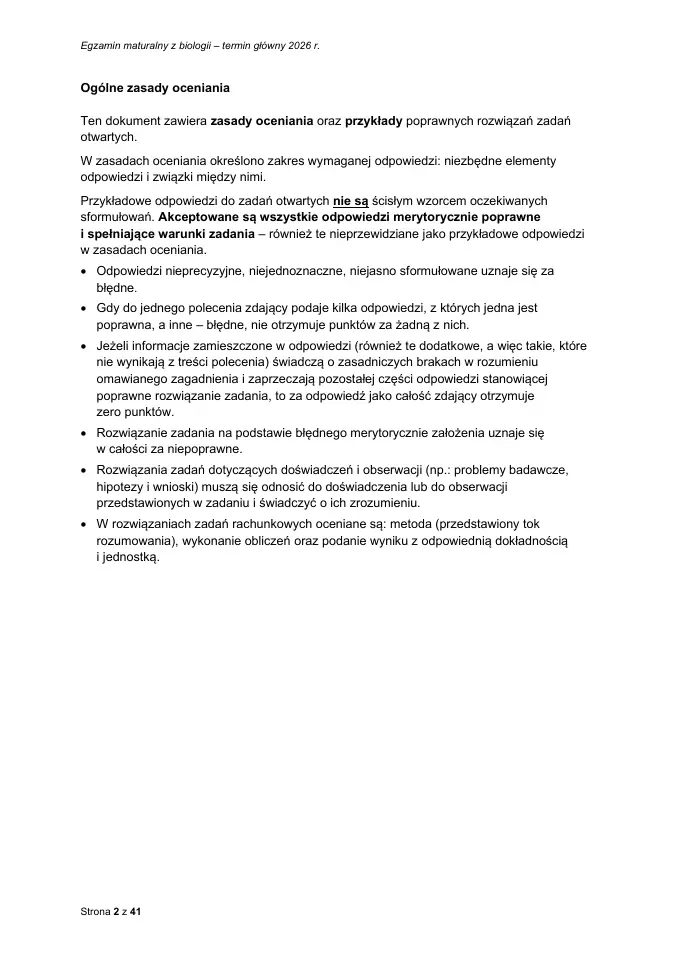 Egzamin maturalny z biologii – termin główny 2026 r.
Ogólne zasady oceniania
Ten dokument zawiera zasady oceniania oraz przykłady poprawnych rozwiązań zadań
otwartych.
W zasadach oceniania określono zakres wymaganej odpowiedzi: niezbędne elementy
odpowiedzi i związki między nimi.
Przykładowe odpowiedzi do zadań otwartych nie są ścisłym wzorcem oczekiwanych
sformułowań. Akceptowane są wszystkie odpowiedzi merytorycznie poprawne
i spełniające warunki zadania – również te nieprzewidziane jako przykładowe odpowiedzi
w zasadach oceniania.
• Odpowiedzi nieprecyzyjne, niejednoznaczne, niejasno sformułowane uznaje się za
błędne.
• Gdy do jednego polecenia zdający podaje kilka odpowiedzi, z których jedna jest
poprawna, a inne – błędne, nie otrzymuje punktów za żadną z nich.
• Jeżeli informacje zamieszczone w odpowiedzi (również te dodatkowe, a więc takie, które
nie wynikają z treści polecenia) świadczą o zasadniczych brakach w rozumieniu
omawianego zagadnienia i zaprzeczają pozostałej części odpowiedzi stanowiącej
poprawne rozwiązanie zadania, to za odpowiedź jako całość zdający otrzymuje
zero punktów.
• Rozwiązanie zadania na podstawie błędnego merytorycznie założenia uznaje się
w całości za niepoprawne.
• Rozwiązania zadań dotyczących doświadczeń i obserwacji (np.: problemy badawcze,
hipotezy i wnioski) muszą się odnosić do doświadczenia lub do obserwacji
przedstawionych w zadaniu i świadczyć o ich zrozumieniu.
• W rozwiązaniach zadań rachunkowych oceniane są: metoda (przedstawiony tok
rozumowania), wykonanie obliczeń oraz podanie wyniku z odpowiednią dokładnością
i jednostką.
Strona 2 z 41